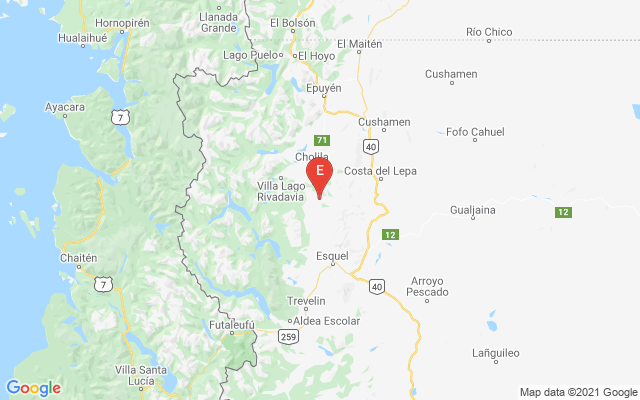 Llanada
Grande
El Bolsón
Hornopirén
Río Chico
Hualaihué
El Maitén
Lago Puelo
El Hoyo
Cushamen
Epuyén
Ayacara
7
Cushamen
Fofo Cahuel
71
40
Cholila
E
Costa del Lepa
Villa Lago
Rivadavia
Gualjaina
12
12
Esquel
Chaitén
7
40
Arroyo
Pescado
Trevelin
Aldea Escolar
Futaleufú
259
Lañguileo
Villa Santa
Lucía
Google
Map data ©2021 Google